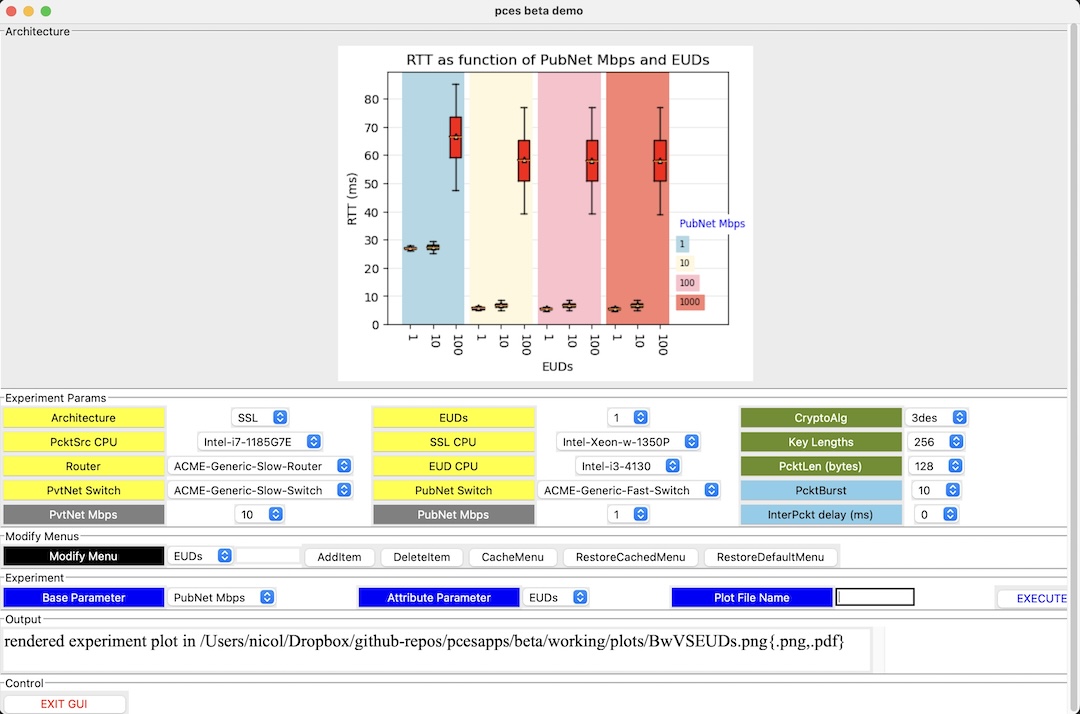 pces beta demo
Architecture
RTT as function of PubNet Mbps and EUDs
RTT (ms)
80
70
60
50
40
30
20
10
0
1 10 100 1 10 100 1 10 100 1 10 100
EUDs
PubNet Mbps
1
10
100
1000
Experiment Params
Architecture SSL EUDs 1 CryptoAlg 3des
PcktSrc CPU Intel-i7-1185G7E SSL CPU Intel-Xeon-w-1350P Key Lengths 256
Router ACME-Generic-Slow-Router EUD CPU Intel-i3-4130 PcktLen (bytes) 128
PvtNet Switch ACME-Generic-Slow-Switch PubNet Switch ACME-Generic-Fast-Switch PcktBurst 10
PvtNet Mbps 10 PubNet Mbps 1 InterPckt delay (ms) 0
Modify Menus
Modify Menu EUDs AddItem DeleteItem CacheMenu RestoreCachedMenu RestoreDefaultMenu
Experiment
Base Parameter PubNet Mbps Attribute Parameter EUDs Plot File Name EXECUTE
Output
rendered experiment plot in /Users/nicol/Dropbox/github-repos/pcesapps/beta/working/plots/BwVSEUDs.png{.png,.pdf}
Control
EXIT GUI